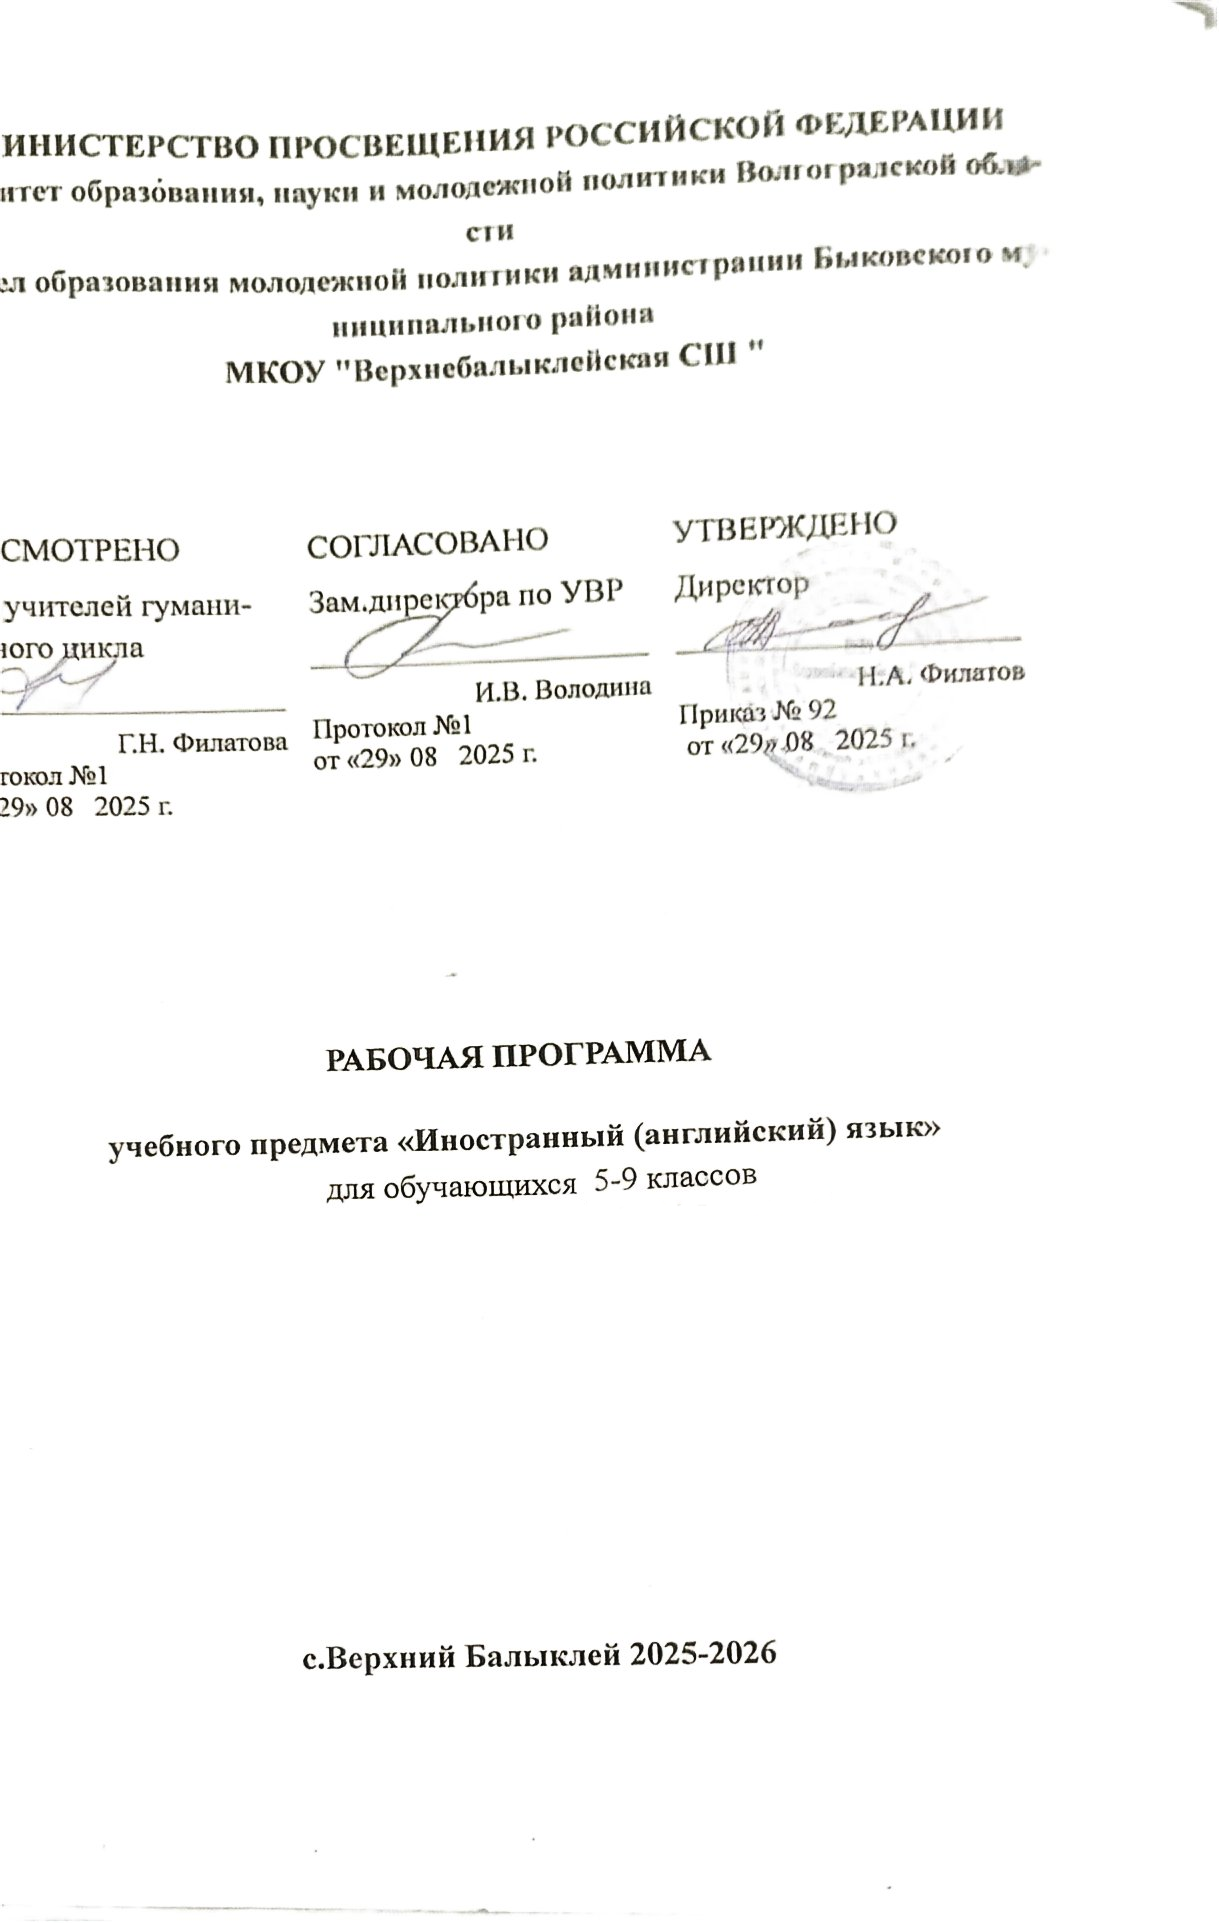 ИНИСТЕРСТВО ПРОСВЕЩЕНИЯ РОССИЙСКОЙ ФЕДЕРАЦИИ
итет образования, науки и молодежной политики Волгоградской обла-
сти
ел образования молодежной политики администрации Быковского му-
ниципального района
МКОУ "Верхнебалыклейская СШ "
СМОТРЕНО
учителей гумани-
ного цикла
Г.Н. Филатова
токол №1
29» 08 2025 г.
СОГЛАСОВАНО
Зам.директора по УВР
И.В. Володина
Протокол №1
от «29» 08 2025 г.
УТВЕРЖДЕНО
Директор
Н.А. Филатов
Приказ № 92
от «29» 08 2025 г.
РАБОЧАЯ ПРОГРАММА
учебного предмета «Иностранный (английский) язык»
для обучающихся 5-9 классов
с.Верхний Балыклей 2025-2026